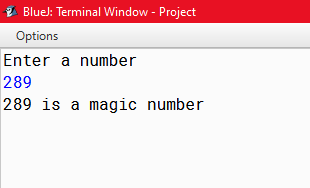 BlueJ: Terminal Window - Project
Options
Enter a number
289
289 is a magic number